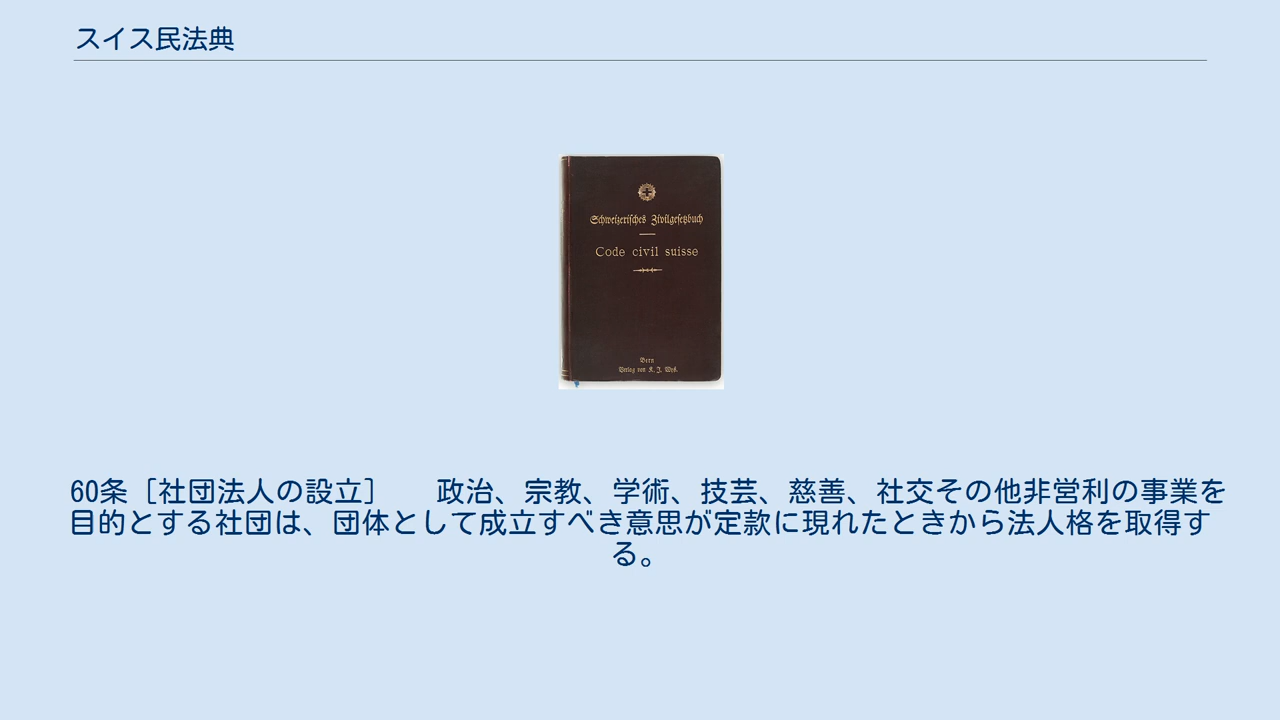 スイス民法典
Schweizerisches Zivilgesetzbuch
Code civil suisse
Bern
Verlag von K. J. Wyß.
60条［社団法人の設立］　政治、宗教、学術、技芸、慈善、社交その他非営利の事業を
目的とする社団は、団体として成立すべき意思が定款に現れたときから法人格を取得す
る。